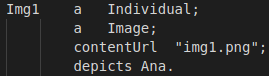 Img1 a Individual;
a Image;
contentUrl "img1.png";
depicts Ana.